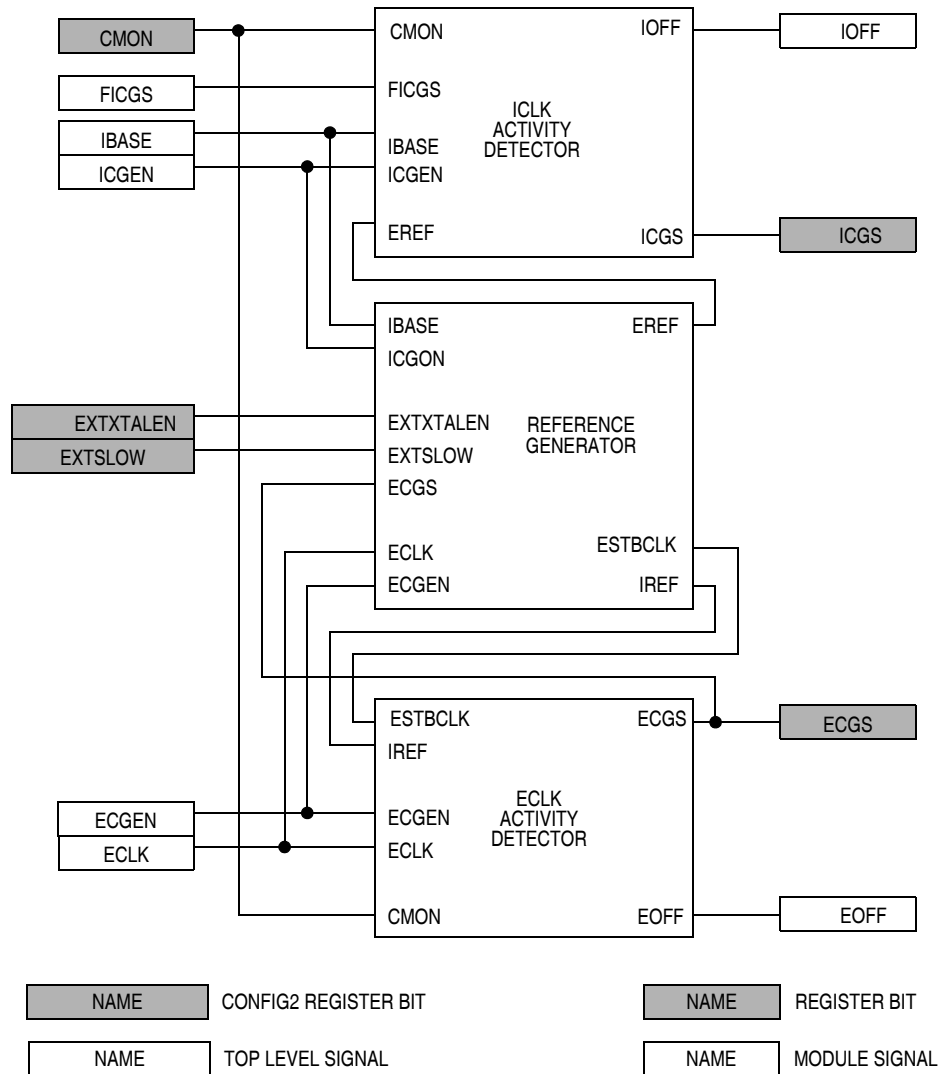 CMON
CMON
IOFF
IOFF
FICGS
FICGS
ICLK
ACTIVITY
DETECTOR
IBASE
IBASE
ICGEN
ICGEN
EREF
ICGS
ICGS
IBASE
EREF
ICGON
EXTXTALEN
EXTXTALEN
REFERENCE
GENERATOR
EXTSLOW
EXTSLOW
ECGS
ECLK
ESTBCLK
ECGEN
IREF
ESTBCLK
ECGS
ECGS
IREF
ECLK
ACTIVITY
DETECTOR
ECGEN
ECGEN
ECLK
ECLK
CMON
EOFF
EOFF
NAME CONFIG2 REGISTER BIT
NAME REGISTER BIT
NAME TOP LEVEL SIGNAL
NAME MODULE SIGNAL